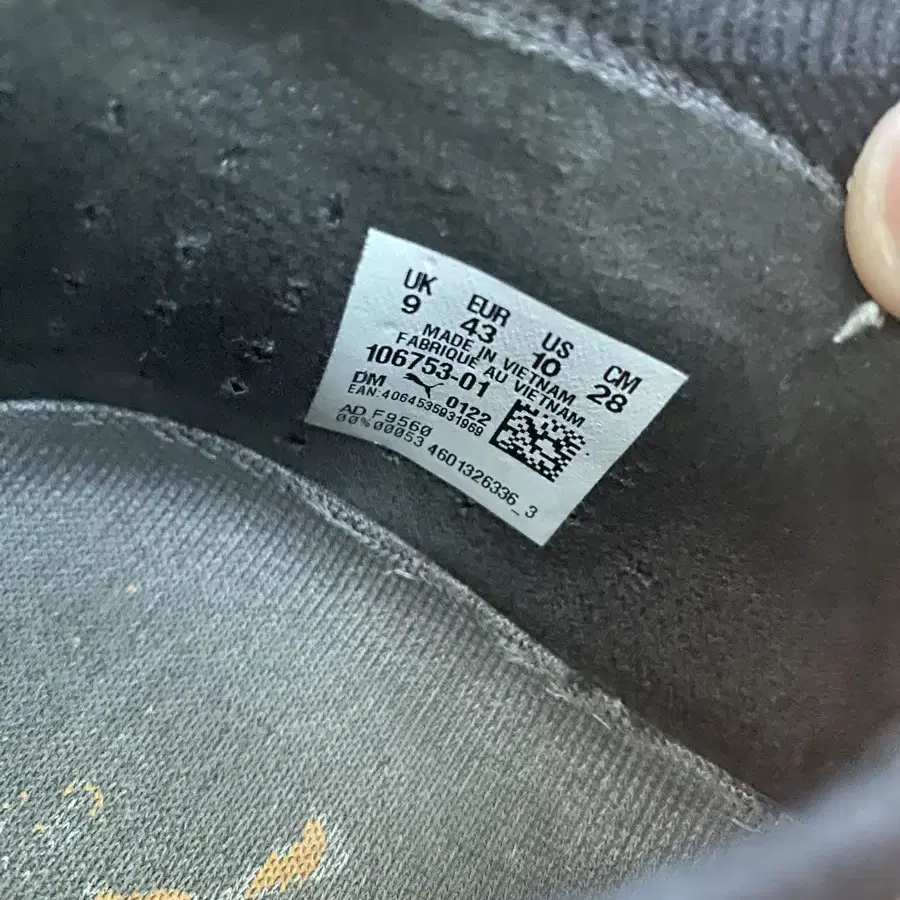 UK EUR US CM
9 43 10 28
MADE IN VIETNAM
FABRIQUE AU VIETNAM
106753-01
DM 0122
EAN:4064535931969
AD F9560
00%00053 4601326336_3